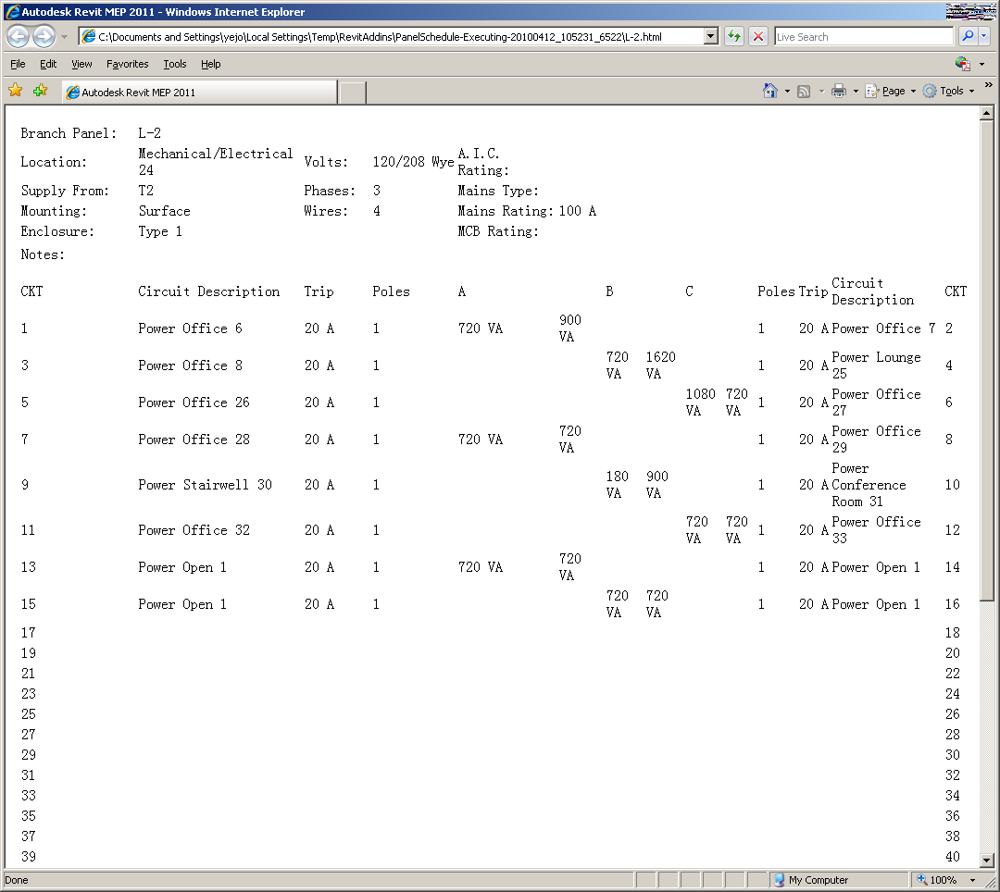 Autodesk Revit MEP 2011 - Windows Internet Explorer
C:\Documents and Settings\yejo\Local Settings\Temp\RevitAddins\PanelSchedule-Executing-20100412_105231_6522\L-2.html
Live Search
File Edit View Favorites Tools Help
Autodesk Revit MEP 2011
Page Tools »
Branch Panel: L-2
Location: Mechanical/Electrical 24 Volts: 120/208 Wye A.I.C. Rating:
Supply From: T2 Phases: 3 Mains Type:
Mounting: Surface Wires: 4 Mains Rating: 100 A
Enclosure: Type 1 MCB Rating:
Notes:
CKT Circuit Description Trip Poles A B C Poles Trip Circuit Description CKT
1 Power Office 6 20 A 1 720 VA 900 VA 1 20 A Power Office 7 2
3 Power Office 8 20 A 1 720 VA 1620 VA 1 20 A Power Lounge 25 4
5 Power Office 26 20 A 1 1080 VA 720 VA 1 20 A Power Office 27 6
7 Power Office 28 20 A 1 720 VA 720 VA 1 20 A Power Office 29 8
9 Power Stairwell 30 20 A 1 180 VA 900 VA 1 20 A Power Conference Room 31 10
11 Power Office 32 20 A 1 720 VA 720 VA 1 20 A Power Office 33 12
13 Power Open 1 20 A 1 720 VA 720 VA 1 20 A Power Open 1 14
15 Power Open 1 20 A 1 720 VA 720 VA 1 20 A Power Open 1 16
17 18
19 20
21 22
23 24
25 26
27 28
29 30
31 32
33 34
35 36
37 38
39 40
Done My Computer 100%